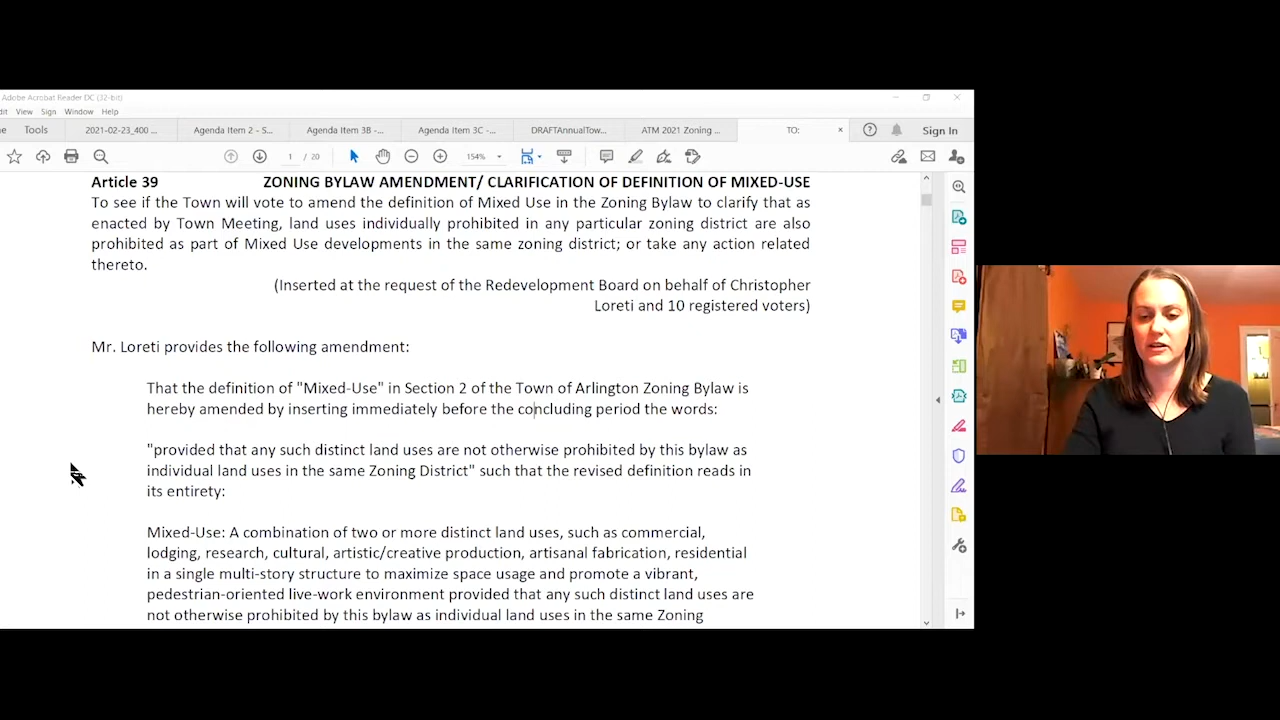 Adobe Acrobat Reader DC (32-bit)
dit View Sign Window Help
ne Tools 2021-02-23_400 ... Agenda Item 2 - S... Agenda Item 3B -... Agenda Item 3C -... DRAFTAnnualTow... ATM 2021 Zoning ... TO: × Sign In
1 / 20 154%
Article 39 ZONING BYLAW AMENDMENT/ CLARIFICATION OF DEFINITION OF MIXED-USE
To see if the Town will vote to amend the definition of Mixed Use in the Zoning Bylaw to clarify that as
enacted by Town Meeting, land uses individually prohibited in any particular zoning district are also
prohibited as part of Mixed Use developments in the same zoning district; or take any action related
thereto.
(Inserted at the request of the Redevelopment Board on behalf of Christopher
Loreti and 10 registered voters)
Mr. Loreti provides the following amendment:
That the definition of "Mixed-Use" in Section 2 of the Town of Arlington Zoning Bylaw is
hereby amended by inserting immediately before the concluding period the words:
"provided that any such distinct land uses are not otherwise prohibited by this bylaw as
individual land uses in the same Zoning District" such that the revised definition reads in
its entirety:
Mixed-Use: A combination of two or more distinct land uses, such as commercial,
lodging, research, cultural, artistic/creative production, artisanal fabrication, residential
in a single multi-story structure to maximize space usage and promote a vibrant,
pedestrian-oriented live-work environment provided that any such distinct land uses are
not otherwise prohibited by this bylaw as individual land uses in the same Zoning